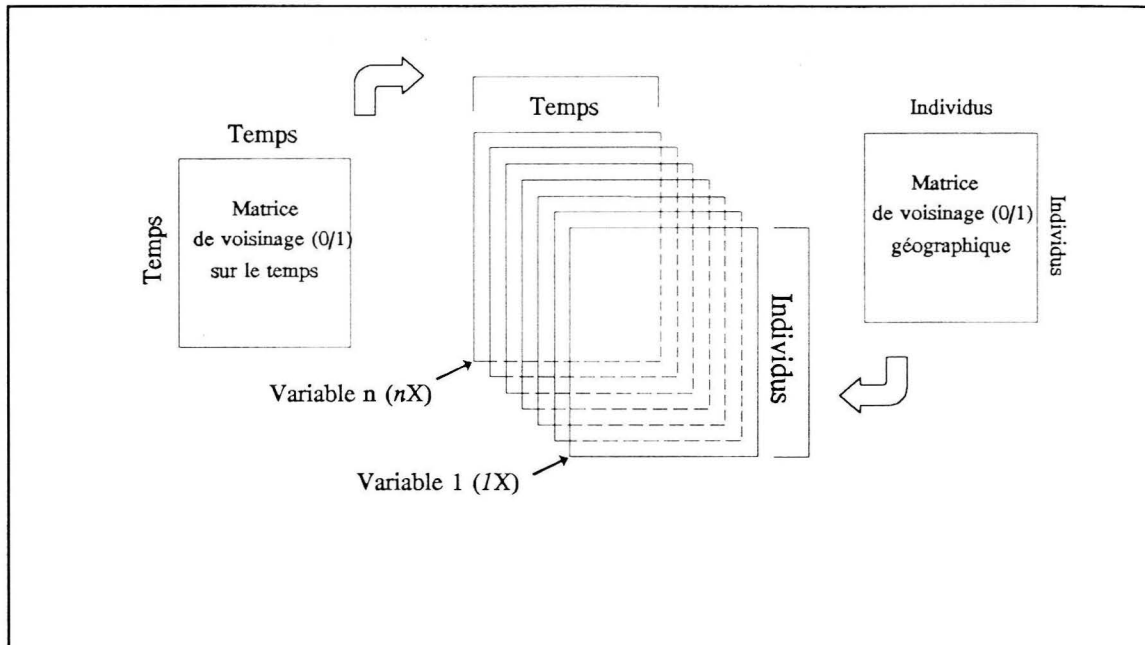 Temps
Temps
Matrice
de voisinage (0/1)
sur le temps
Temps
Individus
Variable n (nX)
Variable 1 (1X)
Individus
Matrice
de voisinage (0/1)
géographique
Individus